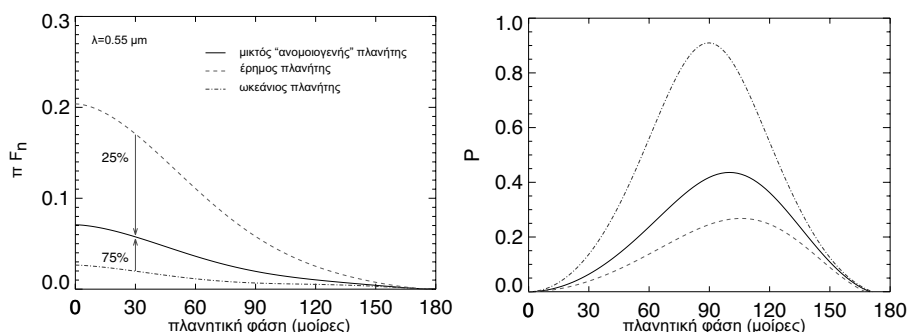 0.3
0.2
0.1
0.0
π Fn
λ=0.55 μm
μικτός “ανομοιογενής” πλανήτης
έρημος πλανήτης
ωκεάνιος πλανήτης
25%
75%
0 30 60 90 120 150 180
πλανητική φάση (μοίρες)
1.0
0.8
0.6
0.4
0.2
0.0
P
0 30 60 90 120 150 180
πλανητική φάση (μοίρες)